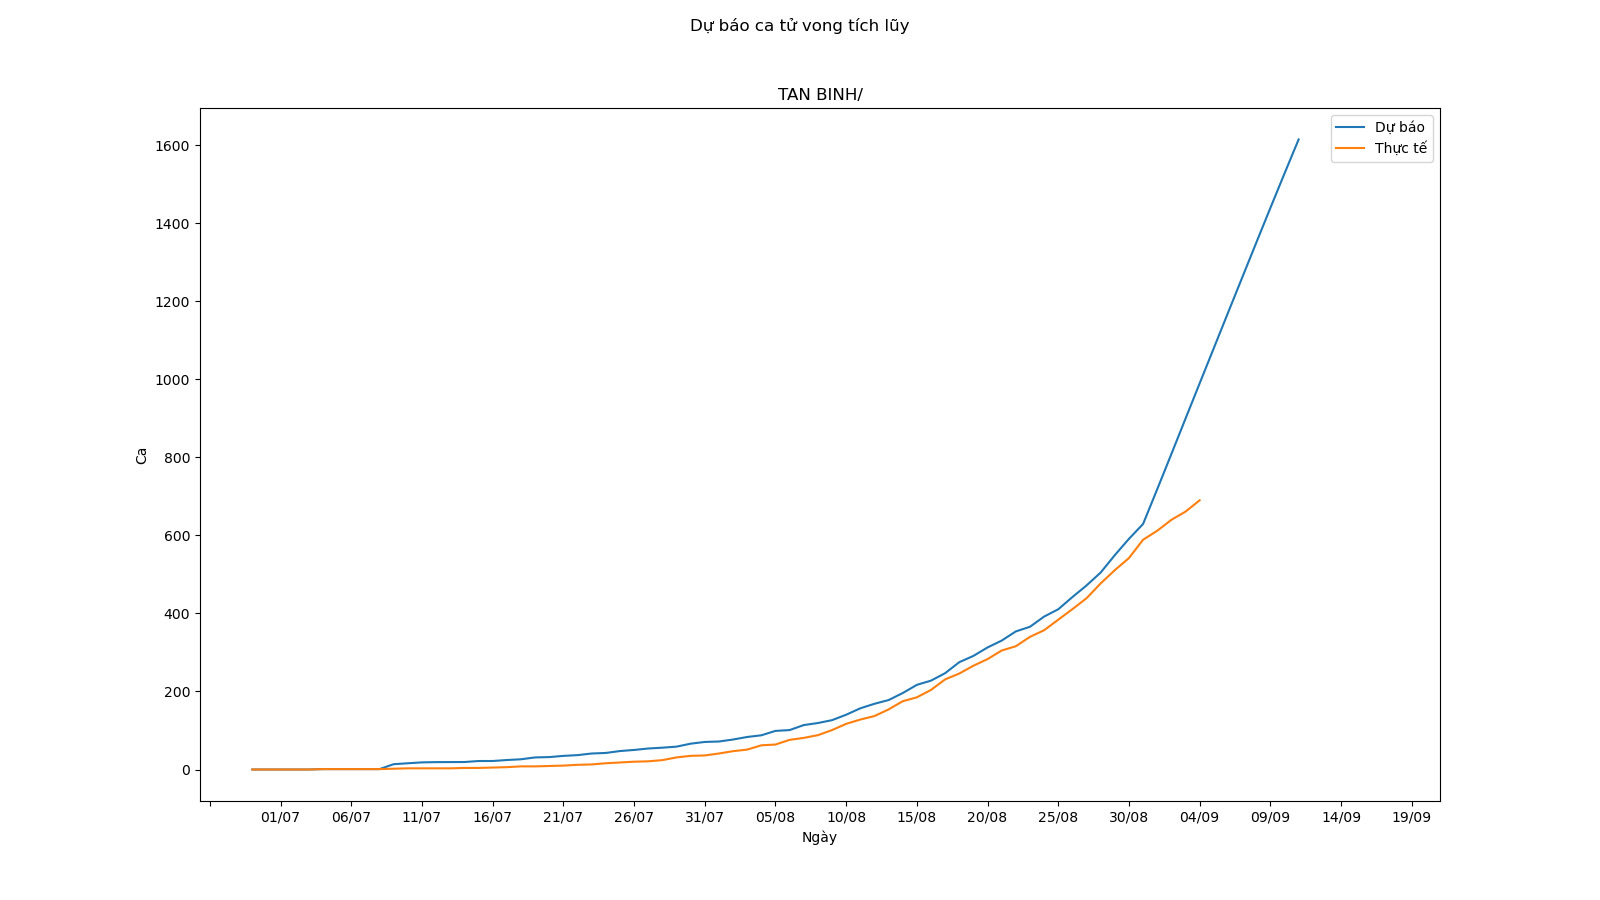 Dự báo ca tử vong tích lũy
TAN BINH/
Dự báo
Thực tế
1600
1400
1200
1000
800
600
400
200
0
Ca
01/07 06/07 11/07 16/07 21/07 26/07 31/07 05/08 10/08 15/08 20/08 25/08 30/08 04/09 09/09 14/09 19/09
Ngày